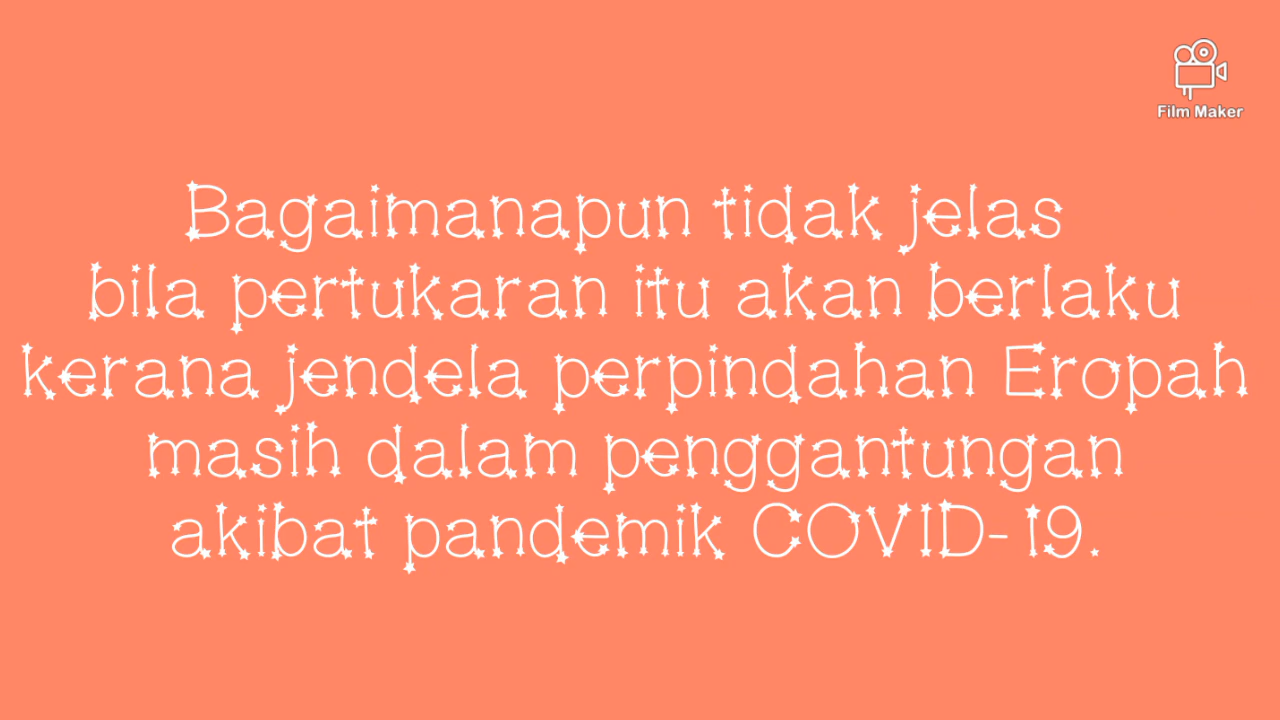 Film Maker
Bagaimanapun tidak jelas
bila pertukaran itu akan berlaku
kerana jendela perpindahan Eropah
masih dalam penggantungan
akibat pandemik COVID-19.